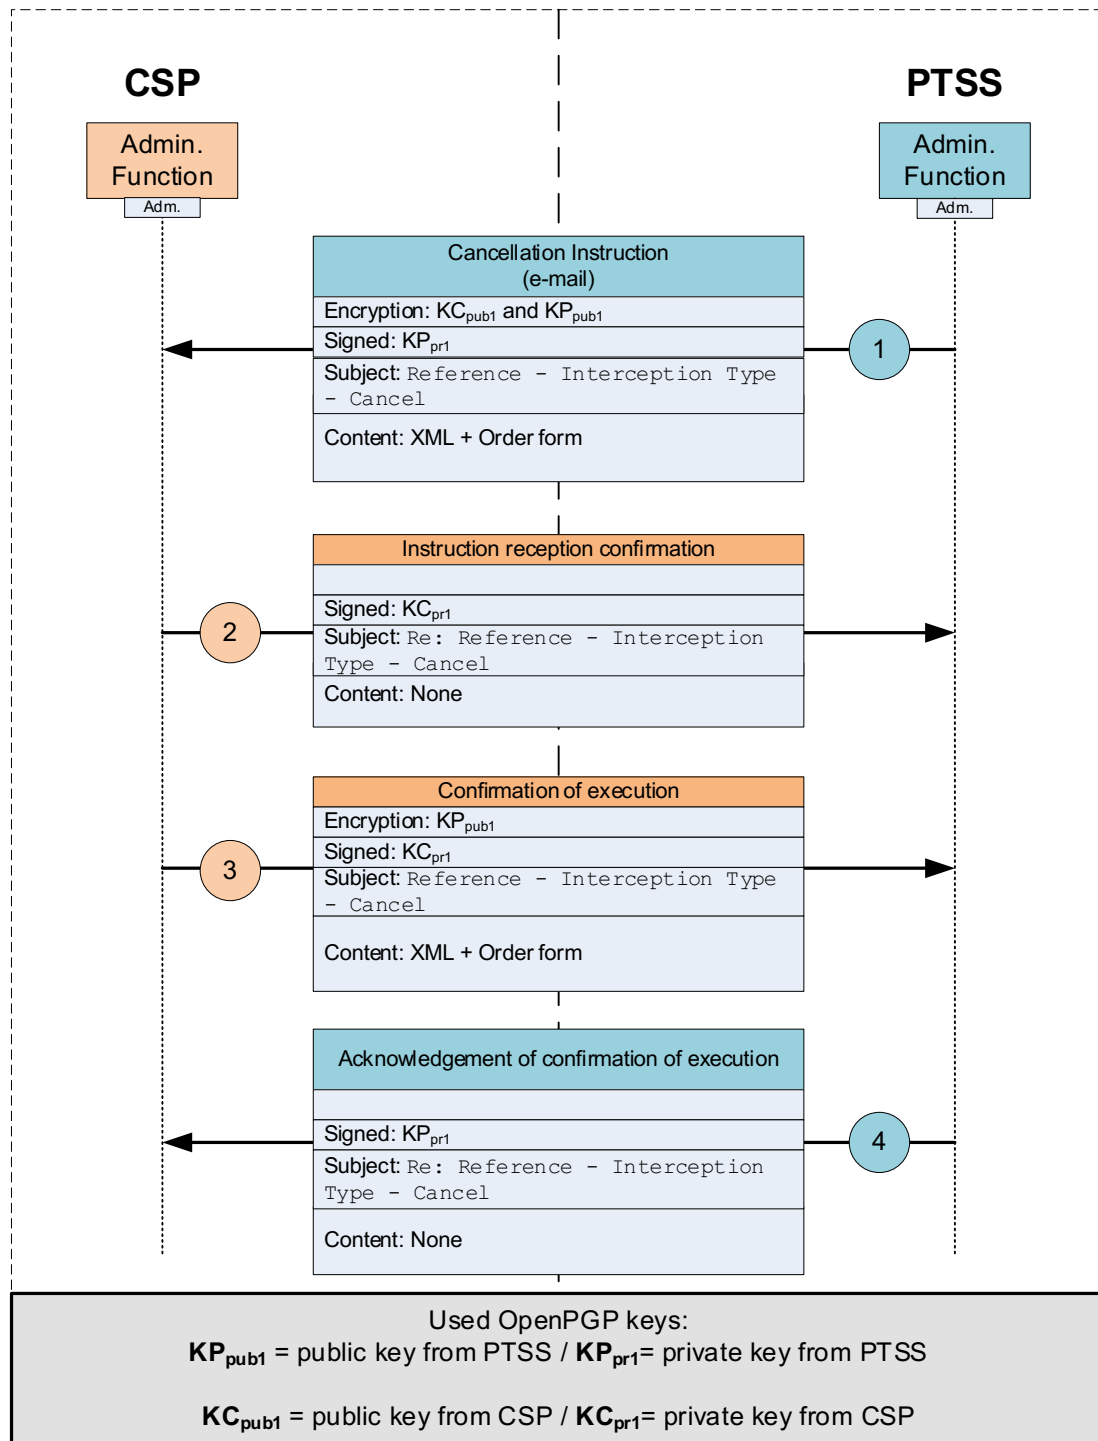 CSP
PTSS
Admin.
Function
Adm.
Admin.
Function
Adm.
Cancellation Instruction
(e-mail)
Encryption: KCpub1 and KPpub1
Signed: KPpr1
Subject: Reference - Interception Type
- Cancel
Content: XML + Order form
1
Instruction reception confirmation
Signed: KCpr1
2
Subject: Re: Reference - Interception
Type - Cancel
Content: None
Confirmation of execution
Encryption: KPpub1
Signed: KCpr1
3
Subject: Reference - Interception Type
- Cancel
Content: XML + Order form
Acknowledgement of confirmation of execution
Signed: KPpr1
4
Subject: Re: Reference - Interception
Type - Cancel
Content: None
Used OpenPGP keys:
KPpub1 = public key from PTSS / KPpr1= private key from PTSS
KCpub1 = public key from CSP / KCpr1= private key from CSP